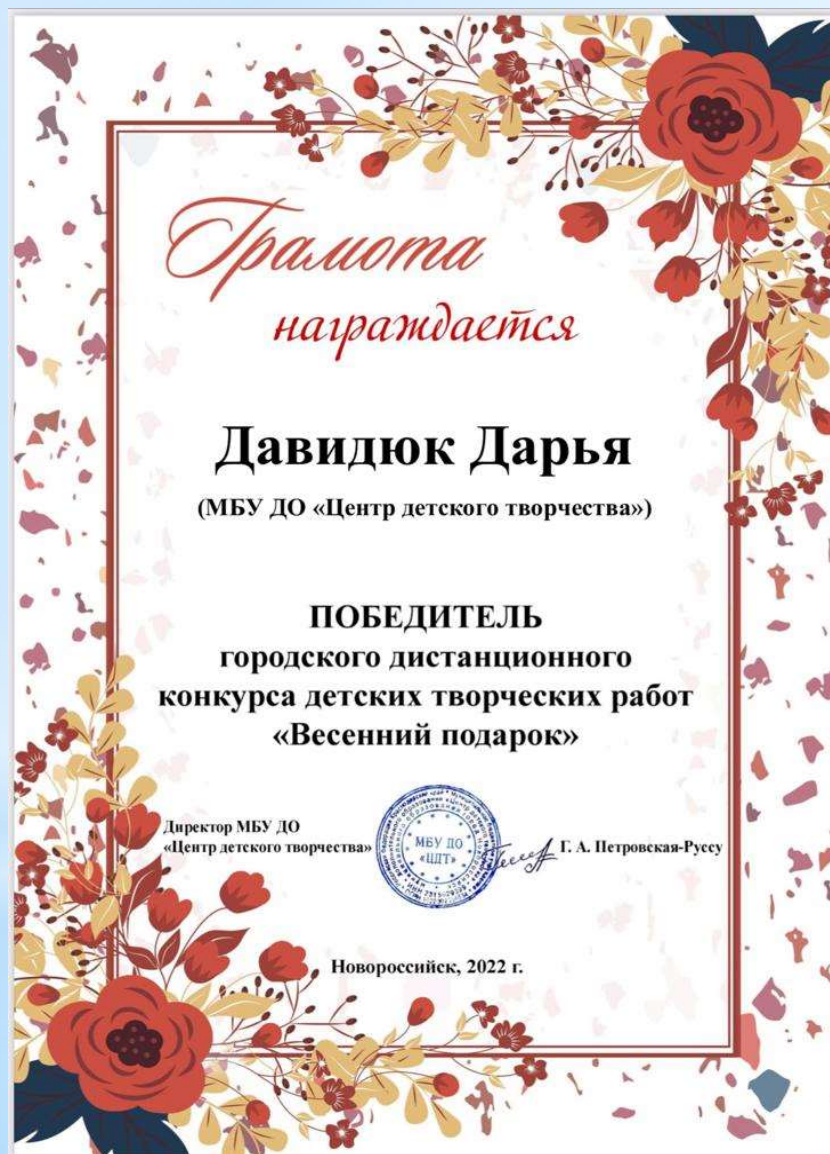 Грамота
награждается
Давидюк Дарья
(МБУ ДО «Центр детского творчества»)
ПОБЕДИТЕЛЬ
городского дистанционного
конкурса детских творческих работ
«Весенний подарок»
Директор МБУ ДО
«Центр детского творчества»
МБУ ДО
«ЦДТ»
Г. А. Петровская-Руссу
Новороссийск, 2022 г.